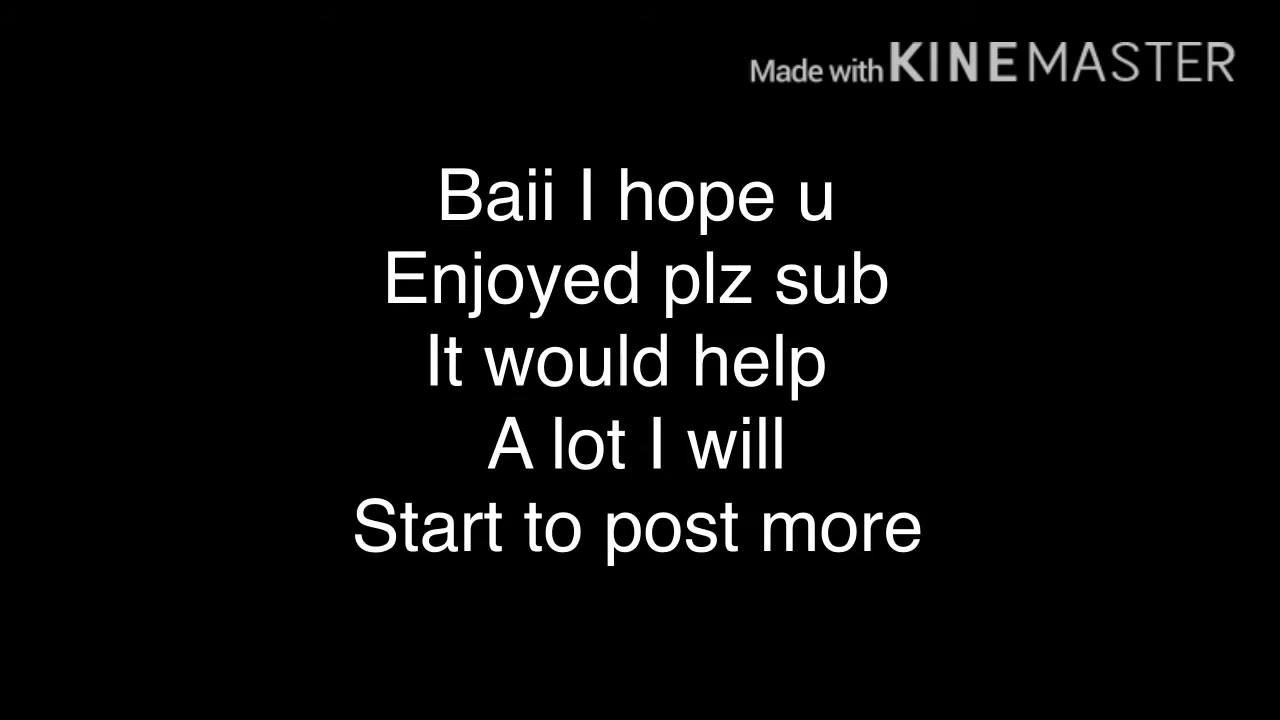 Made with KINEMASTER
Baii I hope u
Enjoyed plz sub
It would help
A lot I will
Start to post more